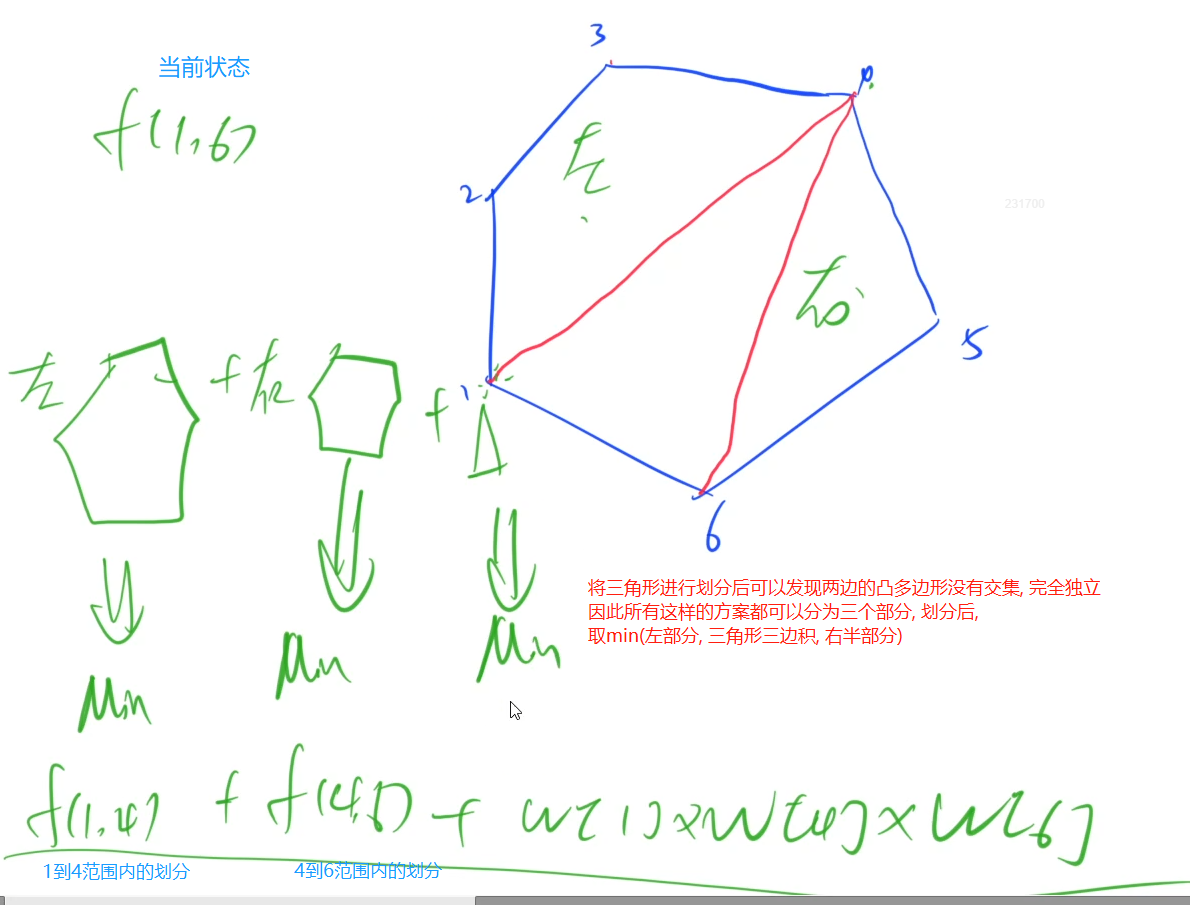 3
当前状态
f(1,6)
2
左
231700
右
5
左 + 右 +
1
6
将三角形进行划分后可以发现两边的凸多边形没有交集, 完全独立
因此所有这样的方案都可以分为三个部分, 划分后,
取min(左部分, 三角形三边积, 右半部分)
Min
Min
Min
f(1,4) + f(4,6) + W[1]×W[4]×W[6]
1到4范围内的划分
4到6范围内的划分